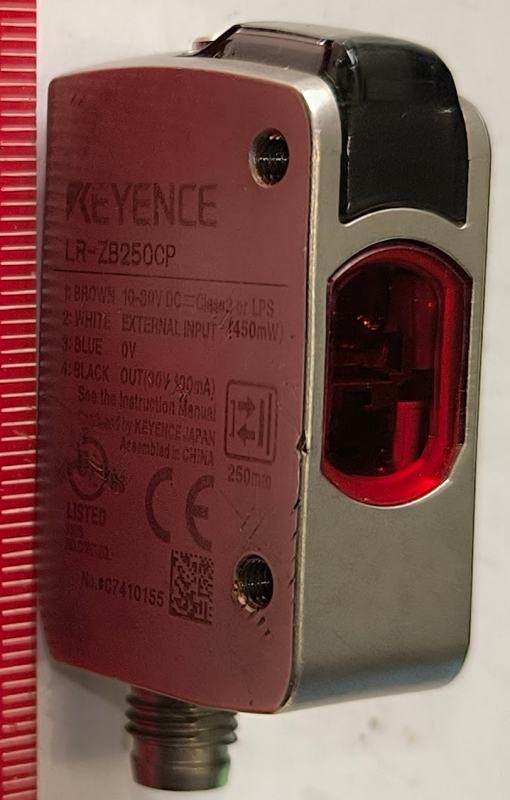 KEYENCE
LR-ZB250CP
1: BROWN 10-30V DC⎓Class2 or LPS
2: WHITE EXTERNAL INPUT (450mW)
3: BLUE 0V
4: BLACK OUT(30V 100mA)
See the Instruction Manual
Designed by KEYENCE JAPAN
Assembled in CHINA
250mm
LISTED
CE
No.#C7410155